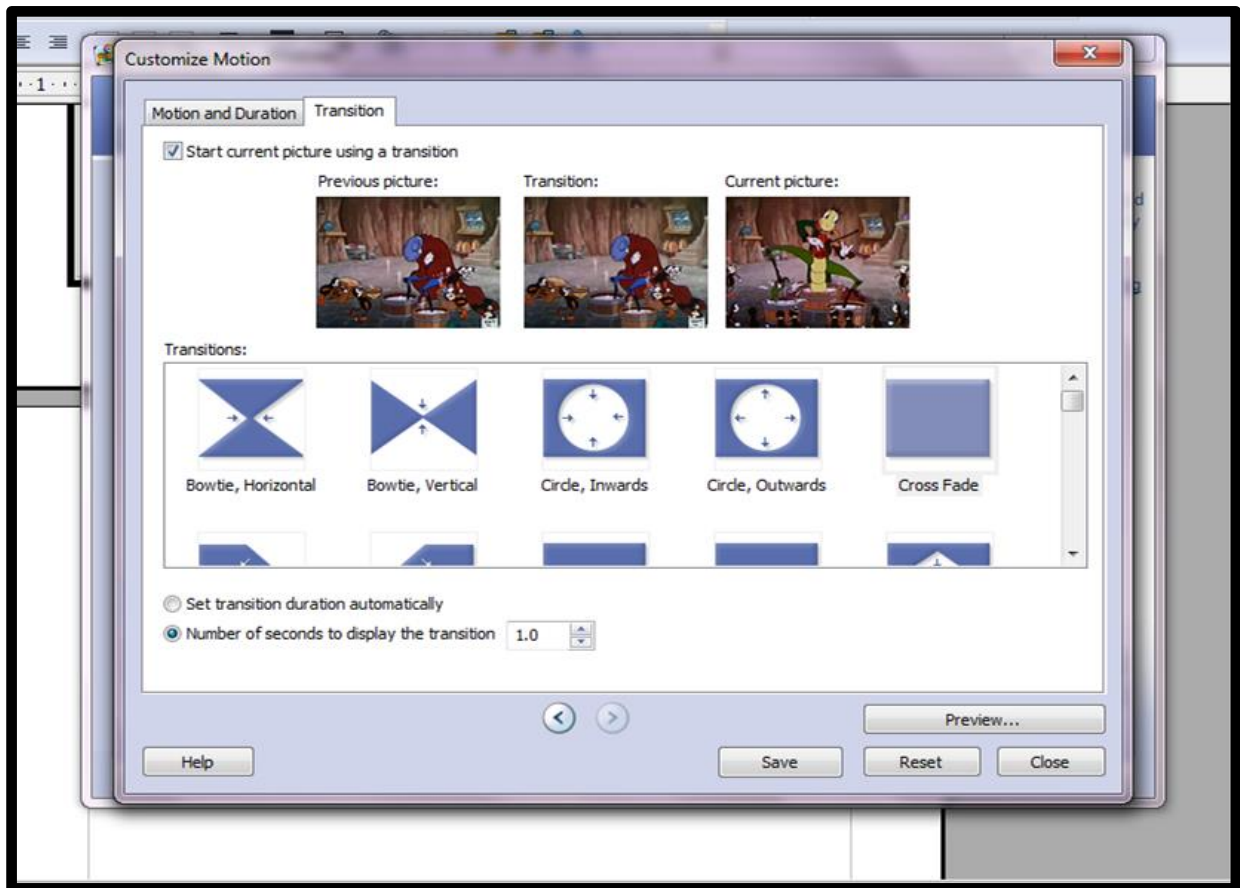 Customize Motion
·1·
Motion and Duration Transition
Start current picture using a transition
Previous picture: Transition: Current picture:
Transitions:
Bowtie, Horizontal Bowtie, Vertical Circle, Inwards Circle, Outwards Cross Fade
Set transition duration automatically
Number of seconds to display the transition 1.0
Preview...
Help Save Reset Close